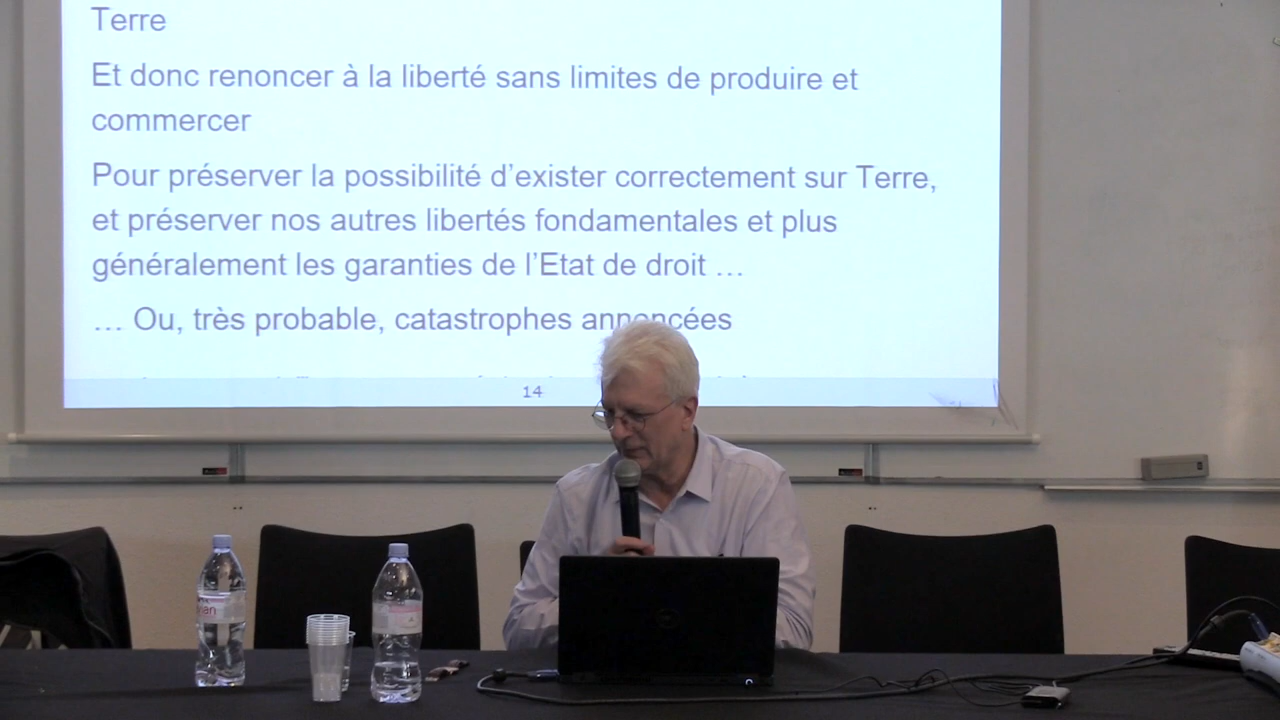 Terre
Et donc renoncer à la liberté sans limites de produire et
commercer
Pour préserver la possibilité d'exister correctement sur Terre,
et préserver nos autres libertés fondamentales et plus
généralement les garanties de l'Etat de droit …
… Ou, très probable, catastrophes annoncées
14